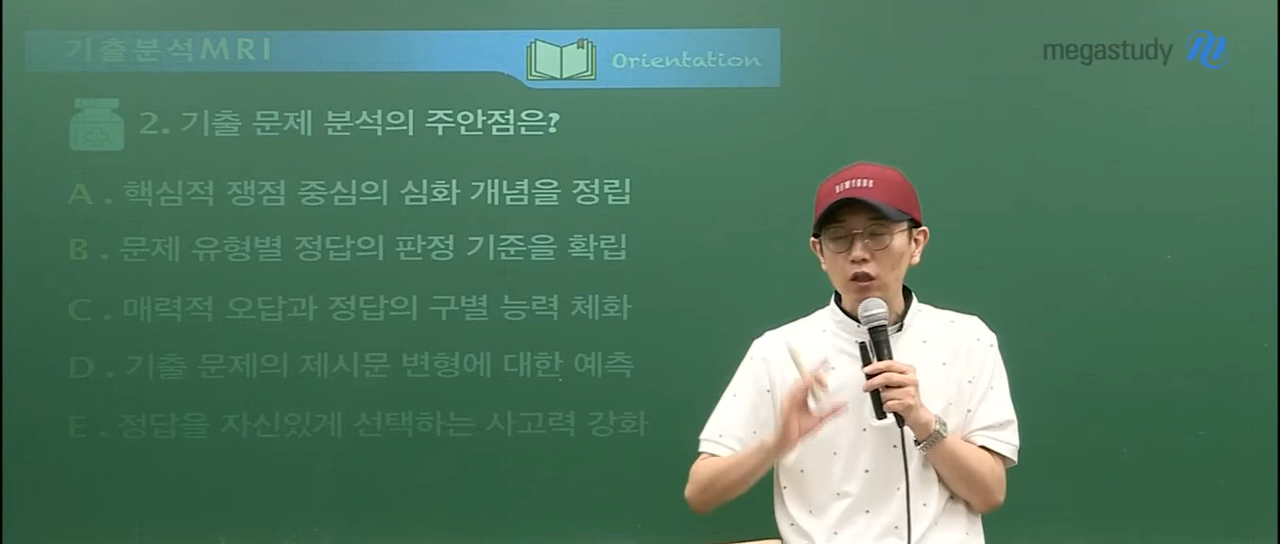 기출분석MRI
Orientation
megastudy
2. 기출 문제 분석의 주안점은?
A. 핵심적 쟁점 중심의 심화 개념을 정립
B. 문제 유형별 정답의 판정 기준을 확립
C. 매력적 오답과 정답의 구별 능력 체화
D. 기출 문제의 제시문 변형에 대한 예측
E. 정답을 자신있게 선택하는 사고력 강화
NEWYORK